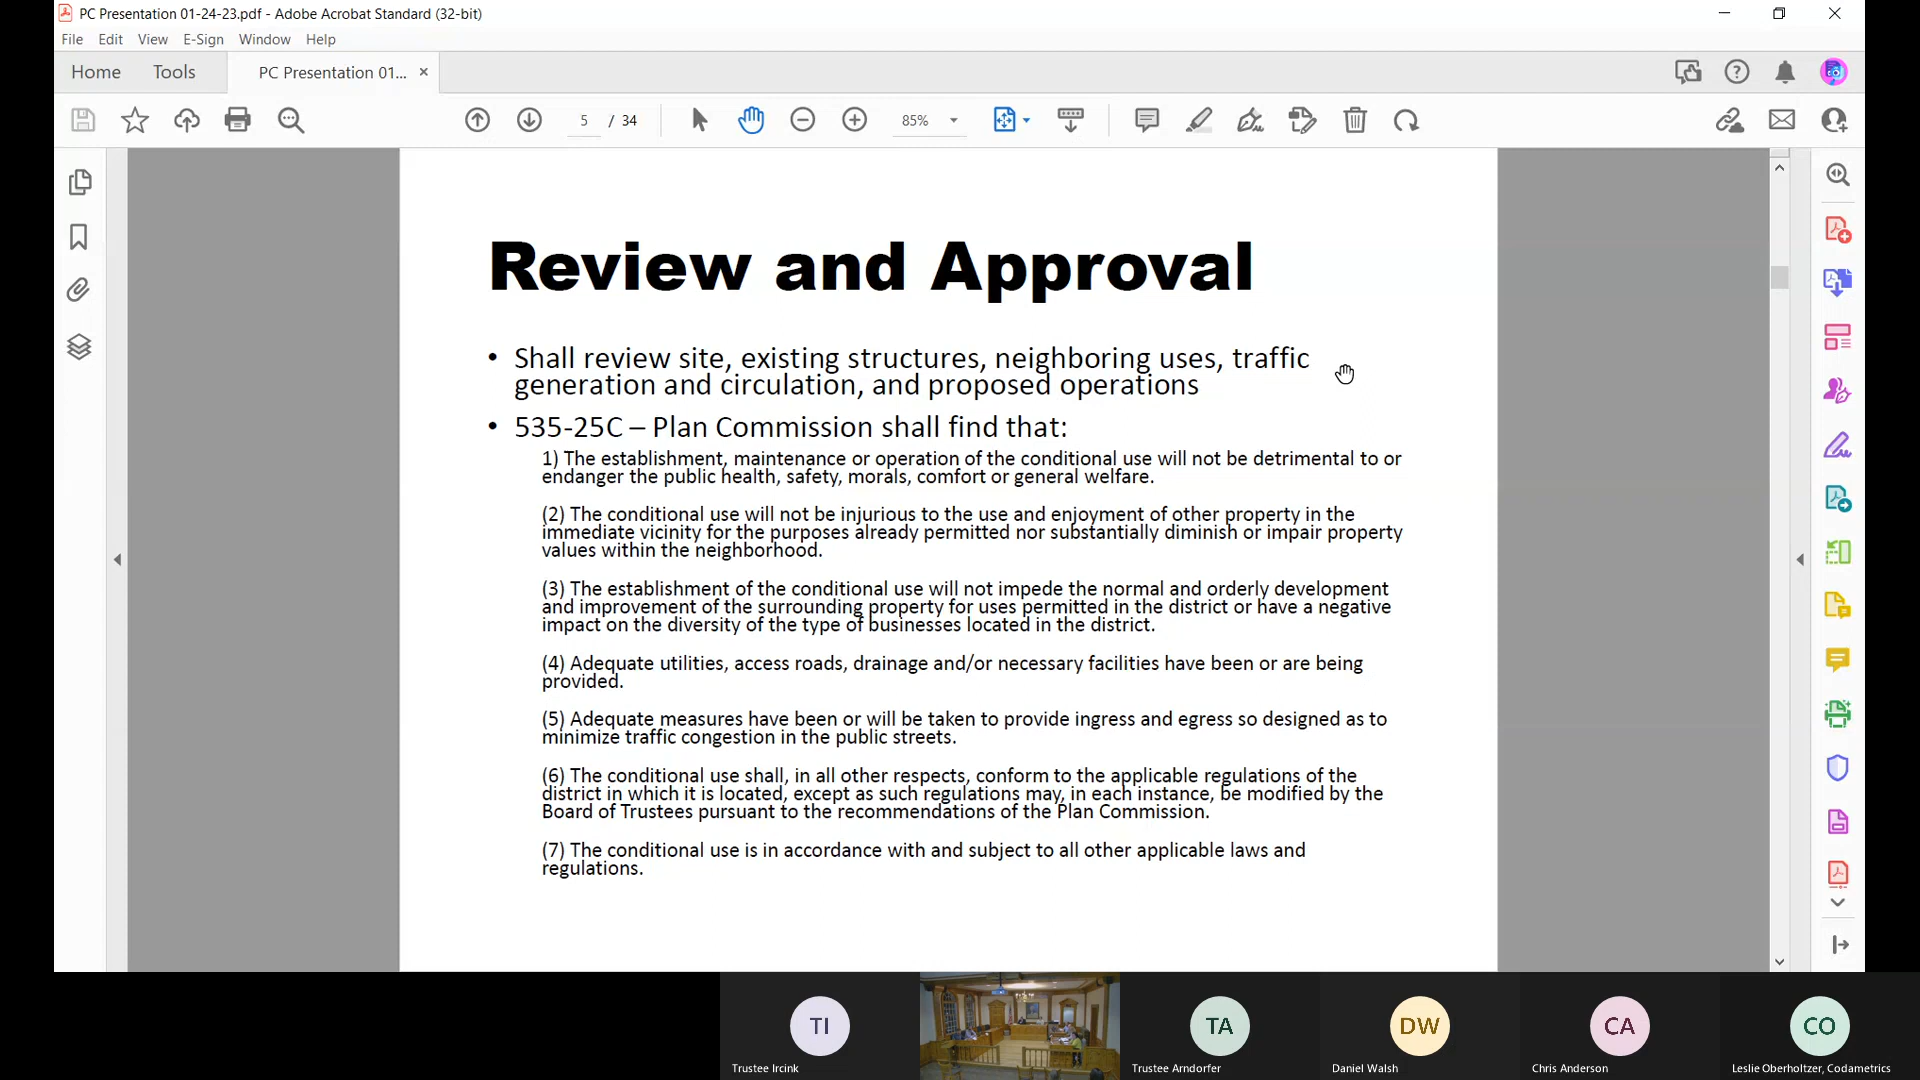 PC Presentation 01-24-23.pdf - Adobe Acrobat Standard (32-bit)
File Edit View E-Sign Window Help
Home Tools PC Presentation 01...
5 / 34 85%
Review and Approval
• Shall review site, existing structures, neighboring uses, traffic
generation and circulation, and proposed operations
• 535-25C – Plan Commission shall find that:
1) The establishment, maintenance or operation of the conditional use will not be detrimental to or
endanger the public health, safety, morals, comfort or general welfare.
(2) The conditional use will not be injurious to the use and enjoyment of other property in the
immediate vicinity for the purposes already permitted nor substantially diminish or impair property
values within the neighborhood.
(3) The establishment of the conditional use will not impede the normal and orderly development
and improvement of the surrounding property for uses permitted in the district or have a negative
impact on the diversity of the type of businesses located in the district.
(4) Adequate utilities, access roads, drainage and/or necessary facilities have been or are being
provided.
(5) Adequate measures have been or will be taken to provide ingress and egress so designed as to
minimize traffic congestion in the public streets.
(6) The conditional use shall, in all other respects, conform to the applicable regulations of the
district in which it is located, except as such regulations may, in each instance, be modified by the
Board of Trustees pursuant to the recommendations of the Plan Commission.
(7) The conditional use is in accordance with and subject to all other applicable laws and
regulations.
TI TA DW CA CO
Trustee Ircink Trustee Arndorfer Daniel Walsh Chris Anderson Leslie Oberholtzer, Codametrics